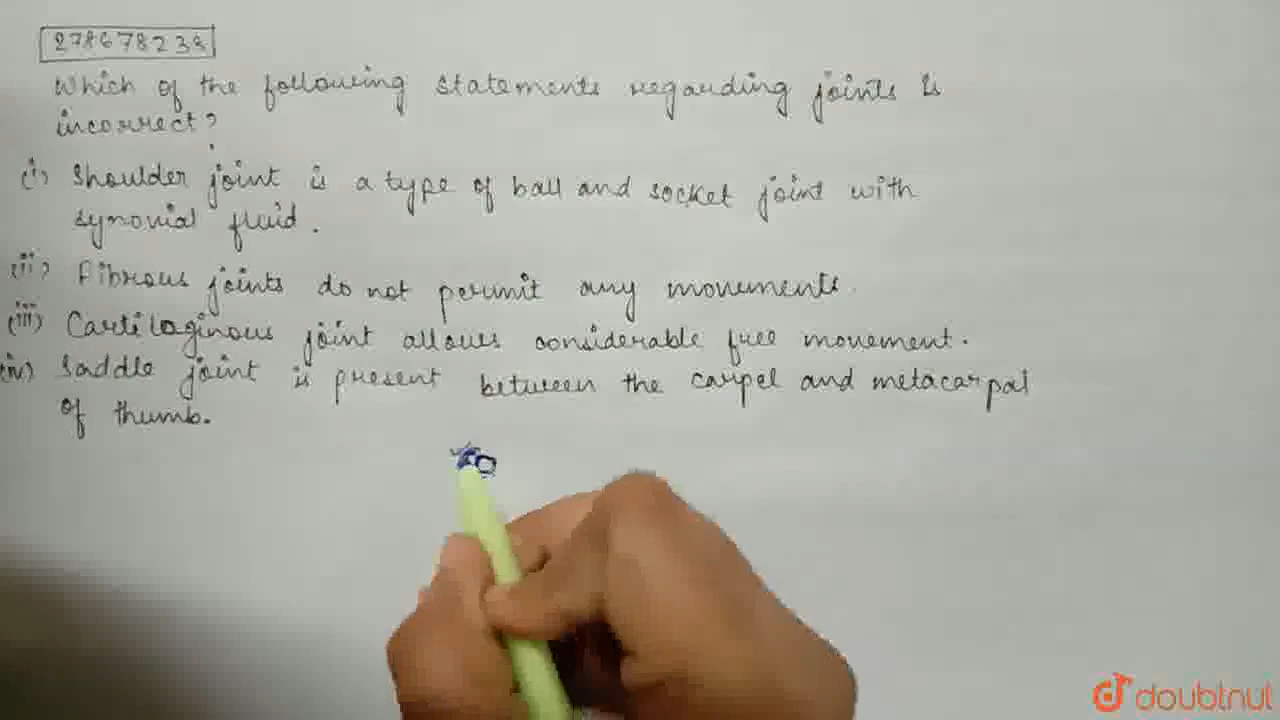 278678233
Which of the following statements regarding joints is
incorrect?
(i) Shoulder joint is a type of ball and socket joint with
synovial fluid.
(ii) Fibrous joints do not permit any movements.
(iii) Cartilaginous joint allows considerable free movement.
(iv) Saddle joint is present between the carpel and metacarpal
of thumb.
doubtnut